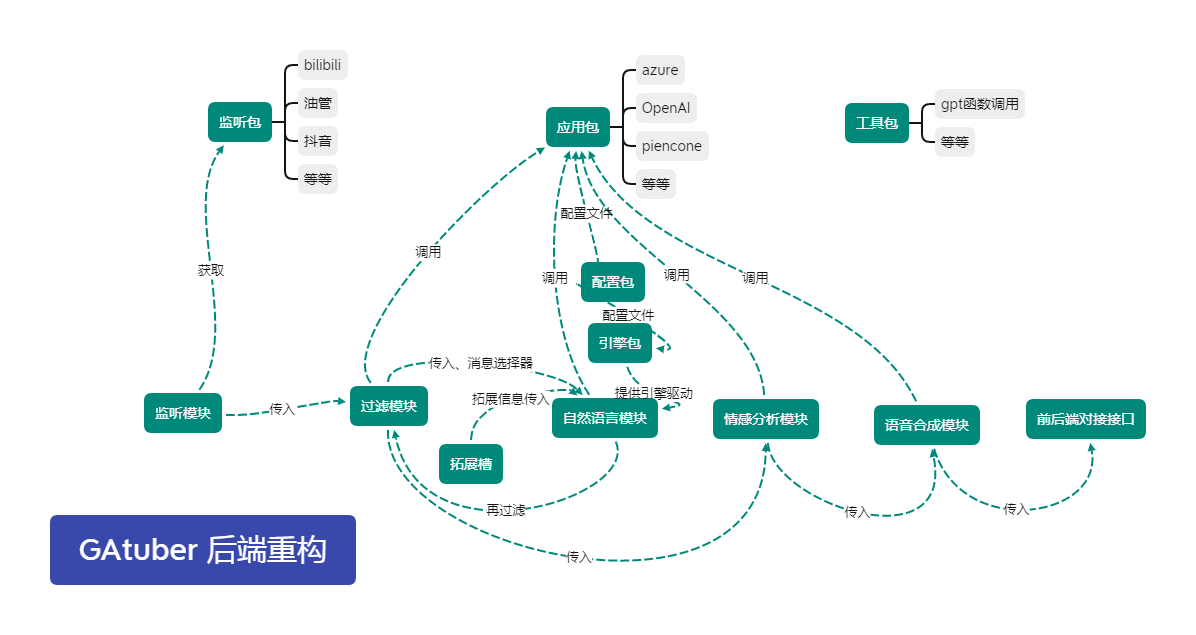 bilibili
油管
监听包
抖音
等等
azure
OpenAI
应用包
piencone
等等
gpt函数调用
工具包
等等
配置文件
调用
获取
调用
配置包
调用
调用
配置文件
引擎包
传入、消息选择器
提供引擎驱动
拓展信息传入
监听模块
传入
过滤模块
自然语言模块
情感分析模块
语音合成模块
前后端对接接口
拓展槽
再过滤
传入
传入
传入
GAtuber 后端重构